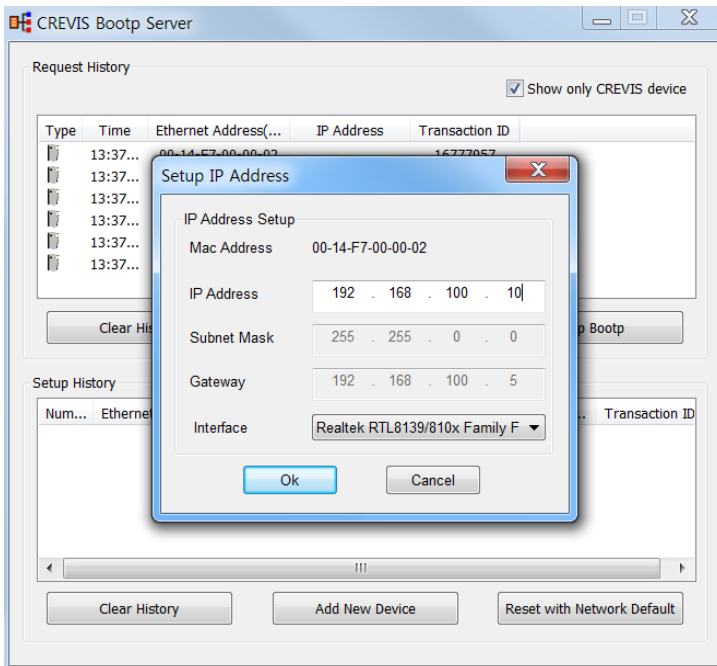 CREVIS Bootp Server
Request History
Show only CREVIS device
Type Time Ethernet Address(... IP Address Transaction ID
13:37... 00-14-F7-00-00-02 16777957
13:37...
13:37...
13:37...
13:37...
13:37...
Setup IP Address
IP Address Setup
Mac Address 00-14-F7-00-00-02
IP Address 192 . 168 . 100 . 10
Subnet Mask 255 . 255 . 0 . 0
Gateway 192 . 168 . 100 . 5
Interface Realtek RTL8139/810x Family F
Ok Cancel
Clear His
p Bootp
Setup History
Num... Etherne .. Transaction ID
Clear History Add New Device Reset with Network Default